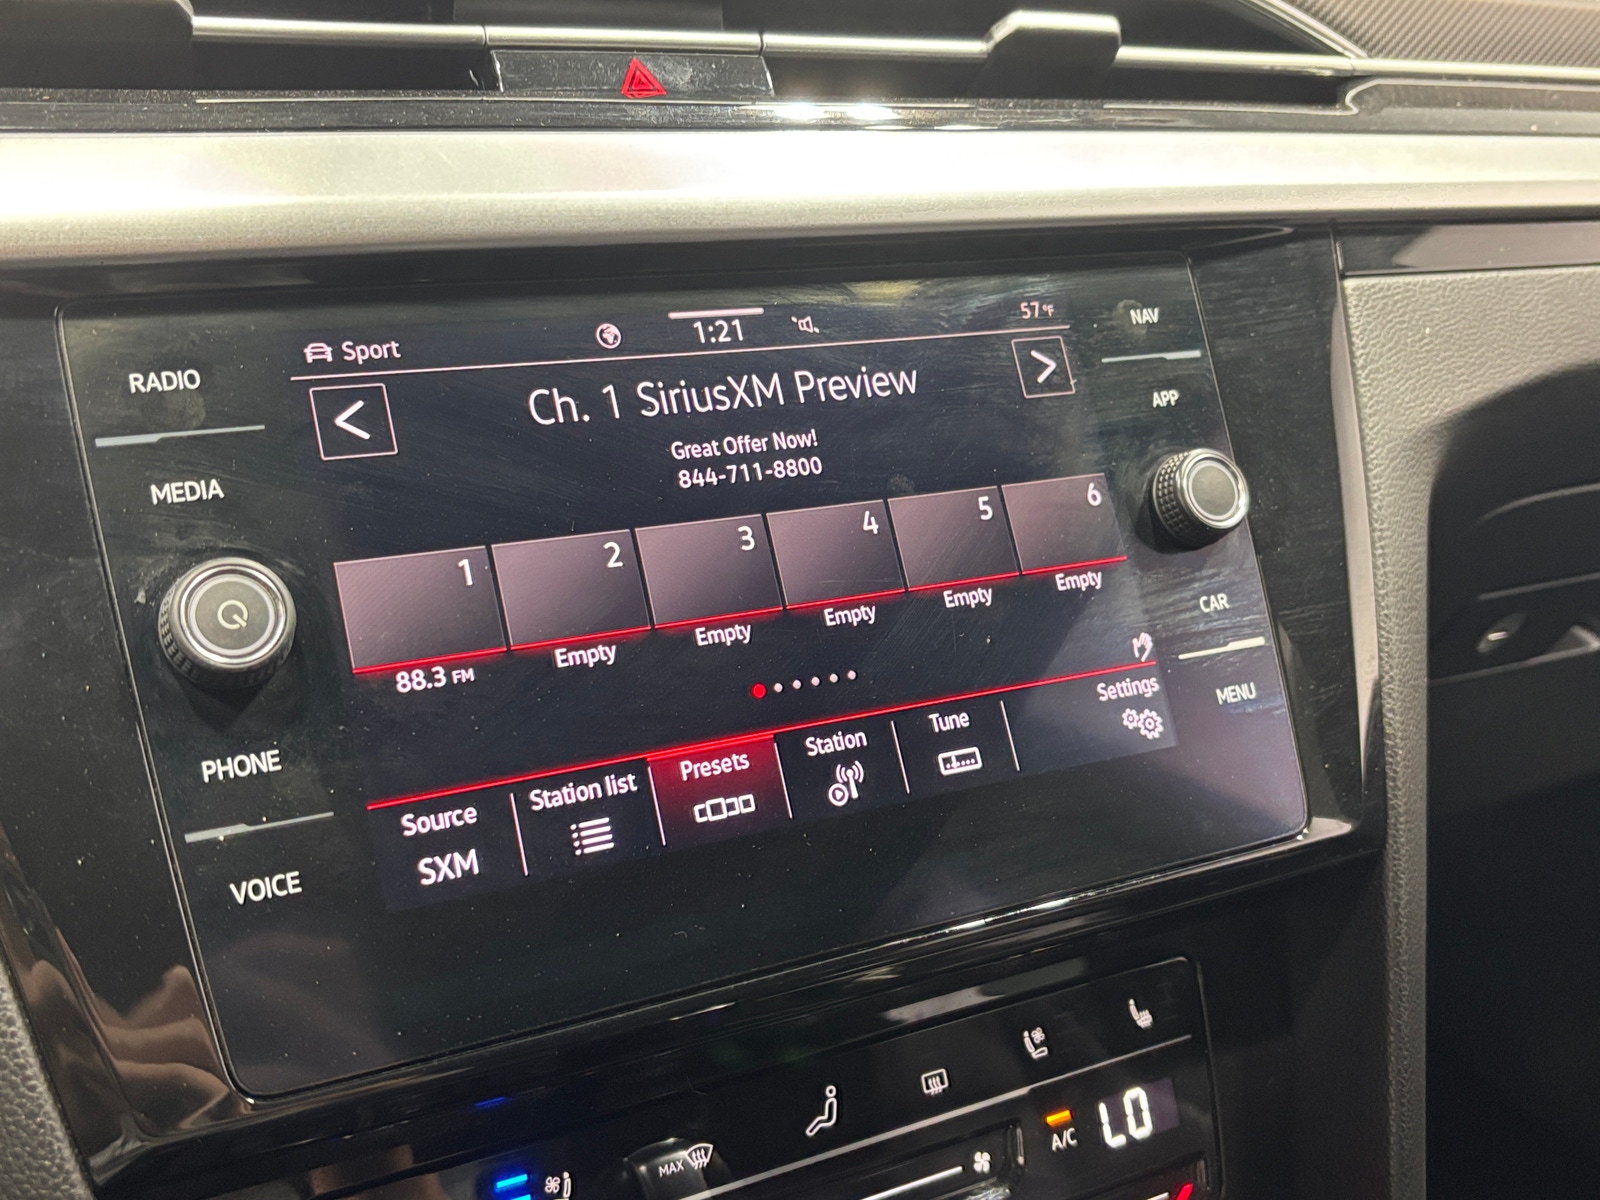 RADIO
MEDIA
PHONE
VOICE
Sport
1:21
57°F
Ch. 1 SiriusXM Preview
Great Offer Now!
844-711-8800
1
2
3
4
5
6
88.3 FM
Empty
Empty
Empty
Empty
Empty
Source
SXM
Station list
Presets
Station
Tune
Settings
NAV
APP
CAR
MENU
MAX
A/C
LO